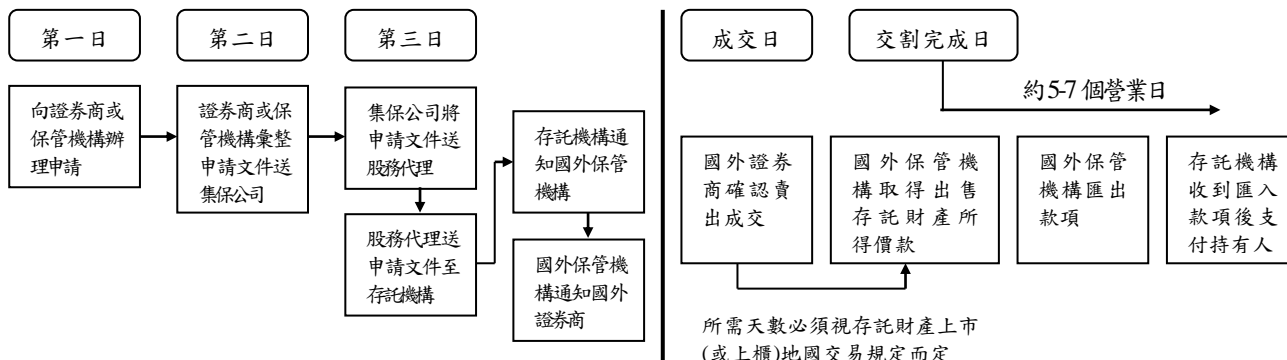 第一日
第二日
第三日
向證券商或
保管機構辦
理申請
證券商或保
管機構彙整
申請文件送
集保公司
集保公司將
申請文件送
股務代理
股務代理送
申請文件至
存託機構
存託機構通
知國外保管
機構
國外保管機
構通知國外
證券商
成交日
交割完成日
約5-7個營業日
國外證券
商確認賣
出成交
國外保管機
構取得出售
存託財產所
得價款
國外保管
機構匯出
款項
存託機構
收到匯入
款項後支
付持有人
所需天數必須視存託財產上市
(或上櫃)地國交易規定而定